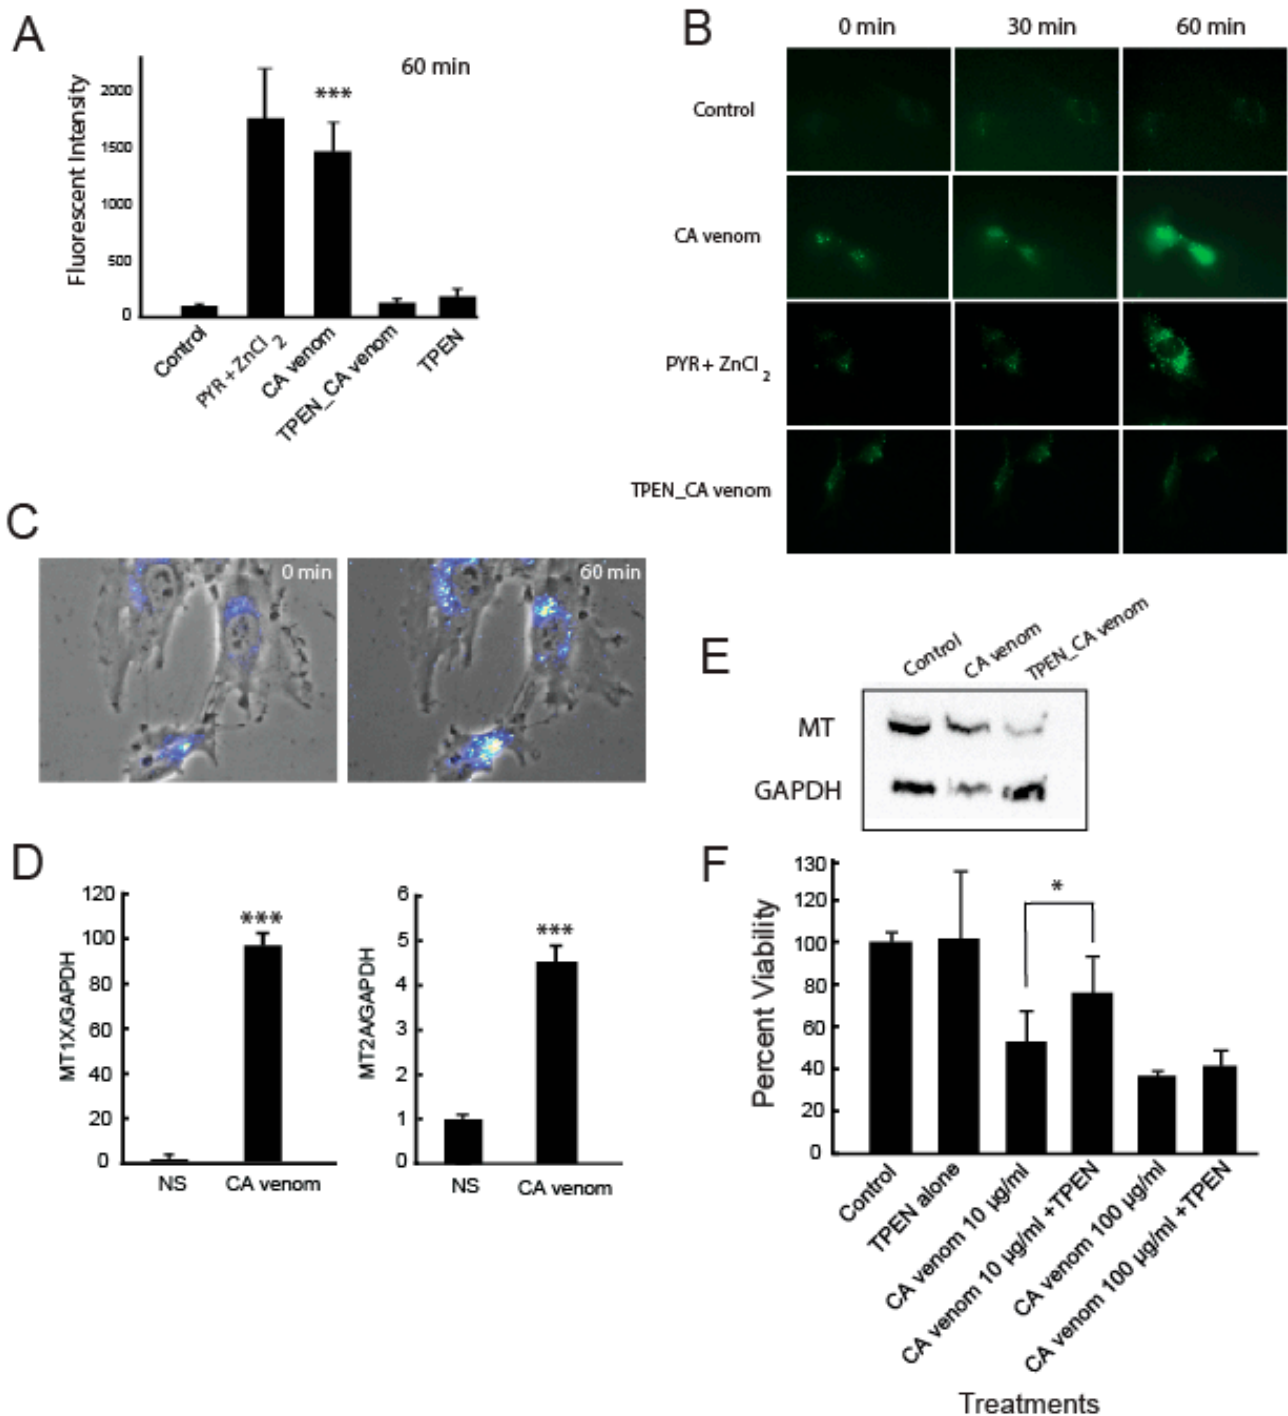 A
60 min
***
Fluorescent Intensity
2000
1500
1000
500
0
Control
PYR + ZnCl 2
CA venom
TPEN_CA venom
TPEN
B
0 min
30 min
60 min
Control
CA venom
PYR + ZnCl 2
TPEN_CA venom
C
0 min
60 min
D
MT1X/GAPDH
120
100
80
60
40
20
0
***
NS
CA venom
MT2A/GAPDH
6
5
4
2
1
0
***
NS
CA venom
E
Control
CA venom
TPEN_CA venom
MT
GAPDH
F
Percent Viability
130
120
100
80
60
40
20
0
*
Control
TPEN alone
CA venom 10 µg/ml
CA venom 10 µg/ml +TPEN
CA venom 100 µg/ml
CA venom 100 µg/ml +TPEN
Treatments